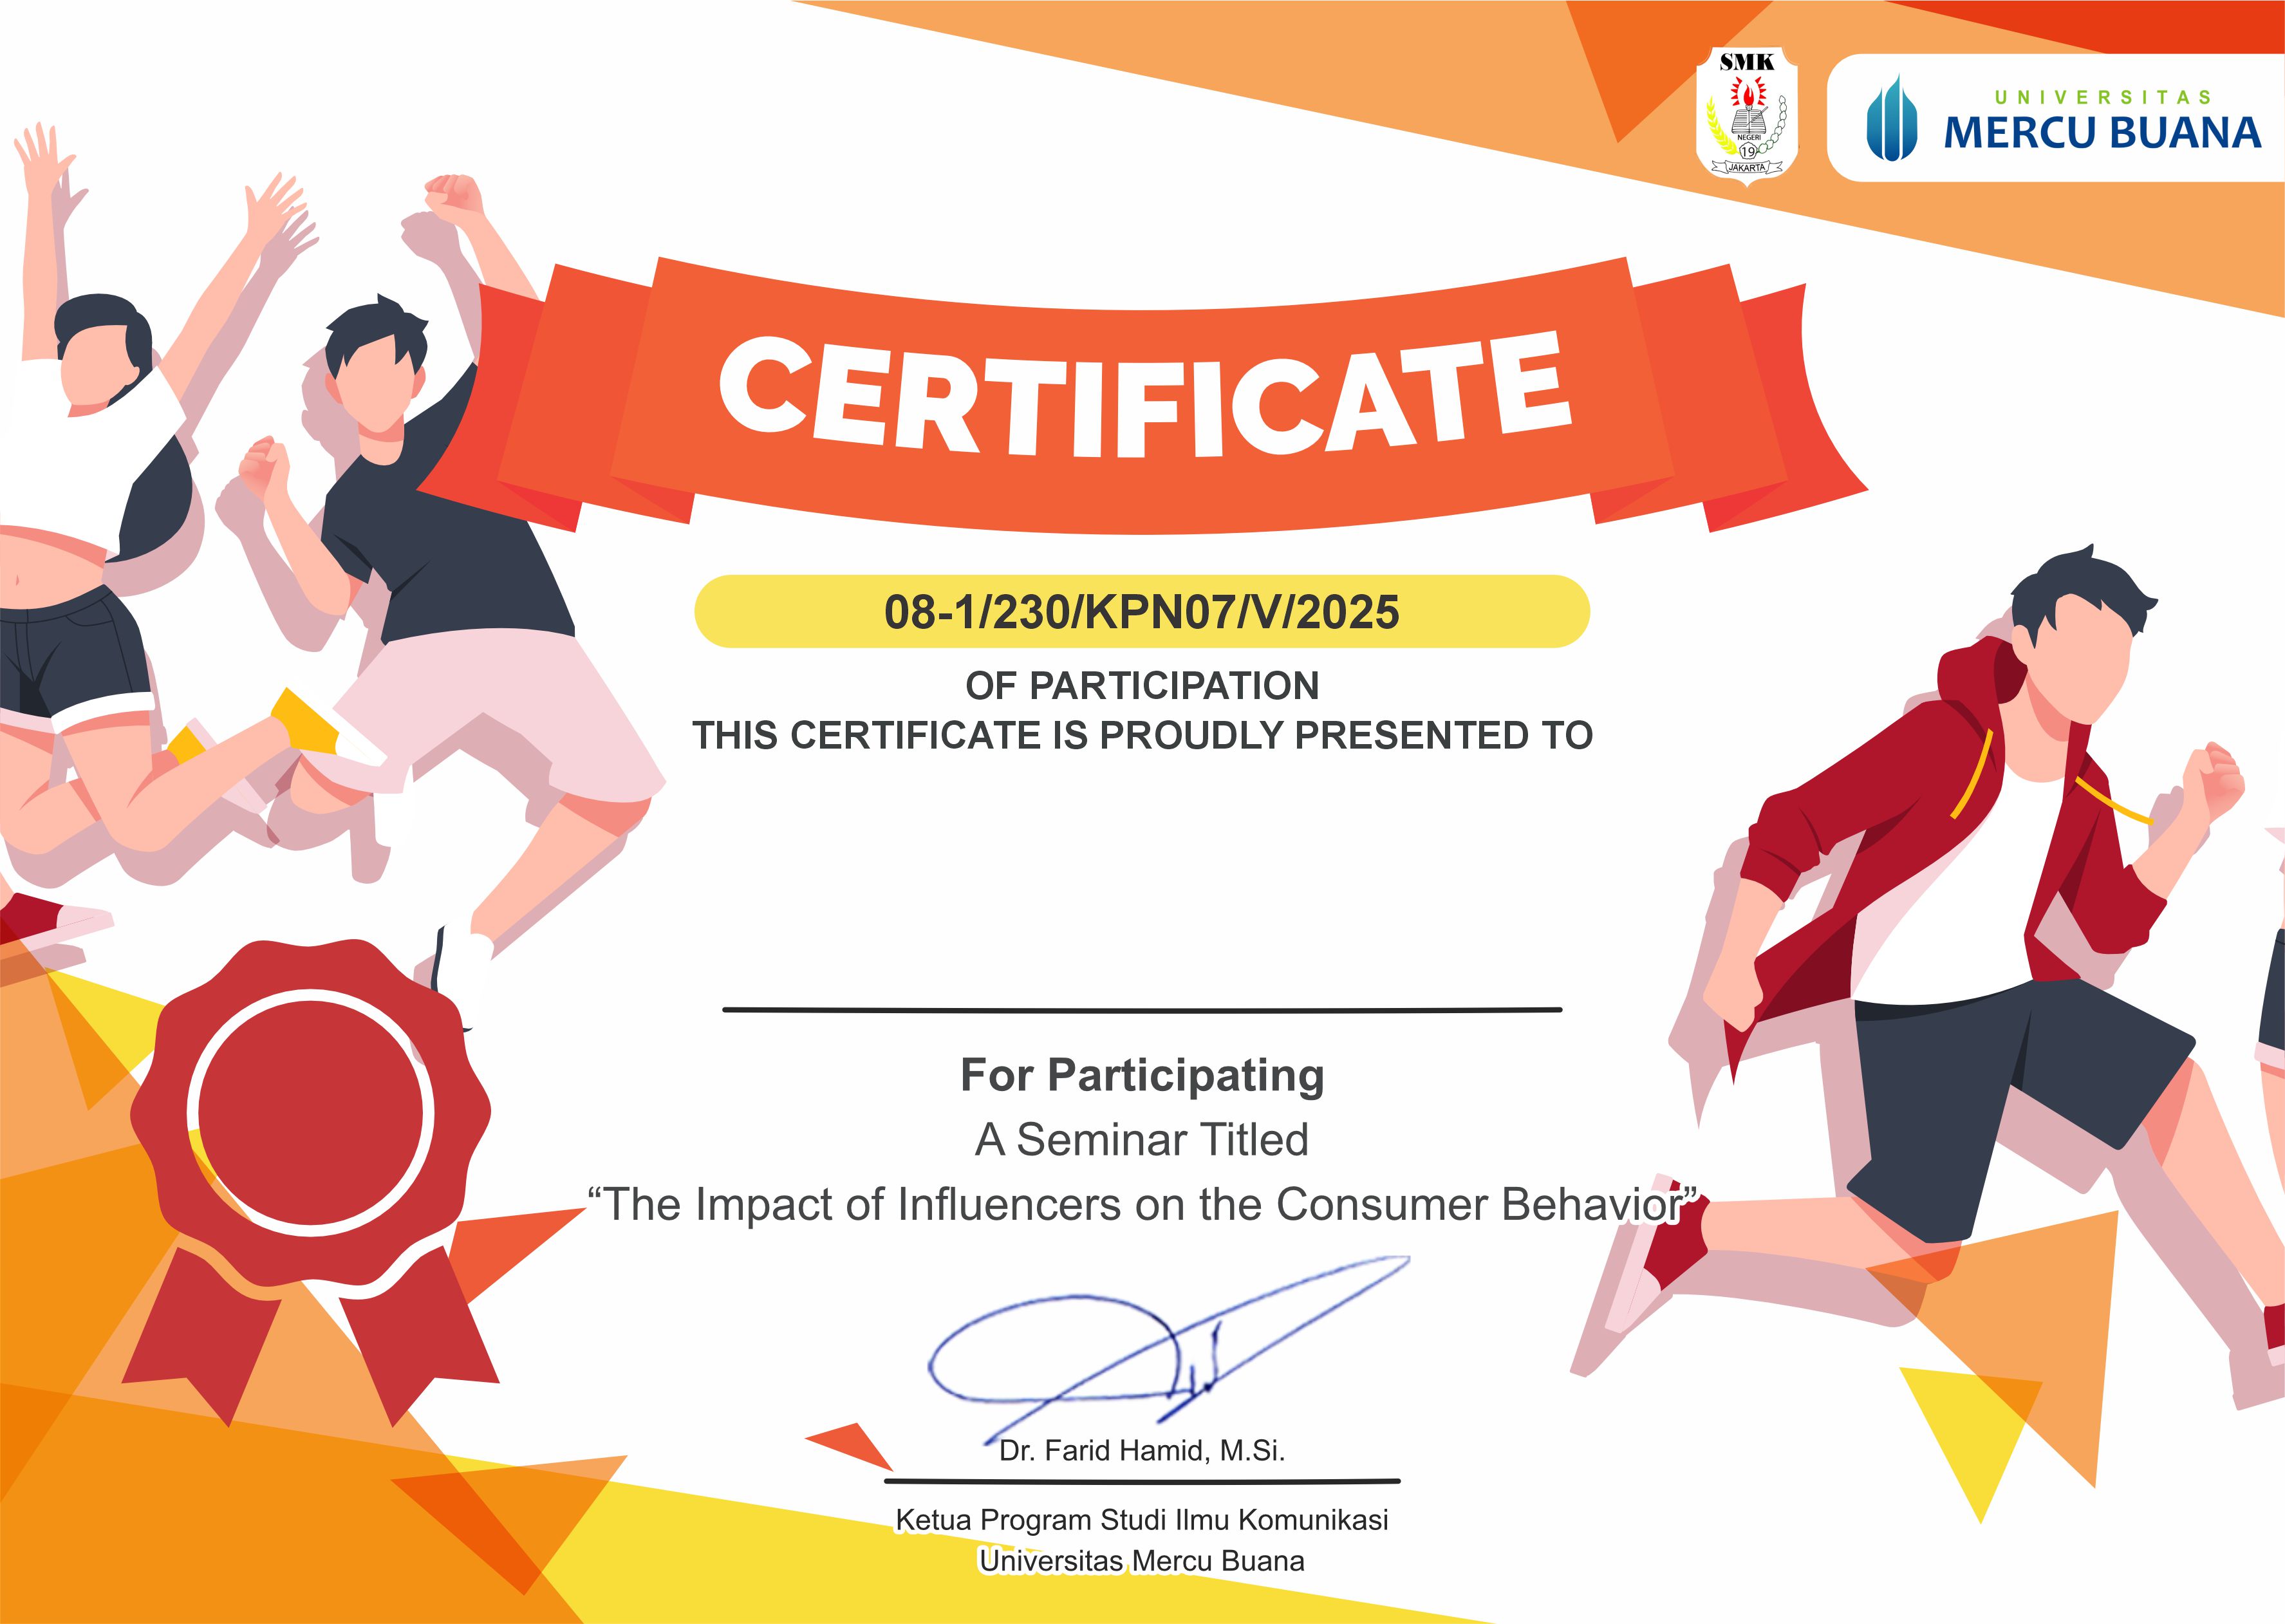 SMK
NEGERI
19
JAKARTA
UNIVERSITAS
MERCU BUANA
CERTIFICATE
08-1/230/KPN07/V/2025
OF PARTICIPATION
THIS CERTIFICATE IS PROUDLY PRESENTED TO
For Participating
A Seminar Titled
“The Impact of Influencers on the Consumer Behavior”
Dr. Farid Hamid, M.Si.
Ketua Program Studi Ilmu Komunikasi
Universitas Mercu Buana